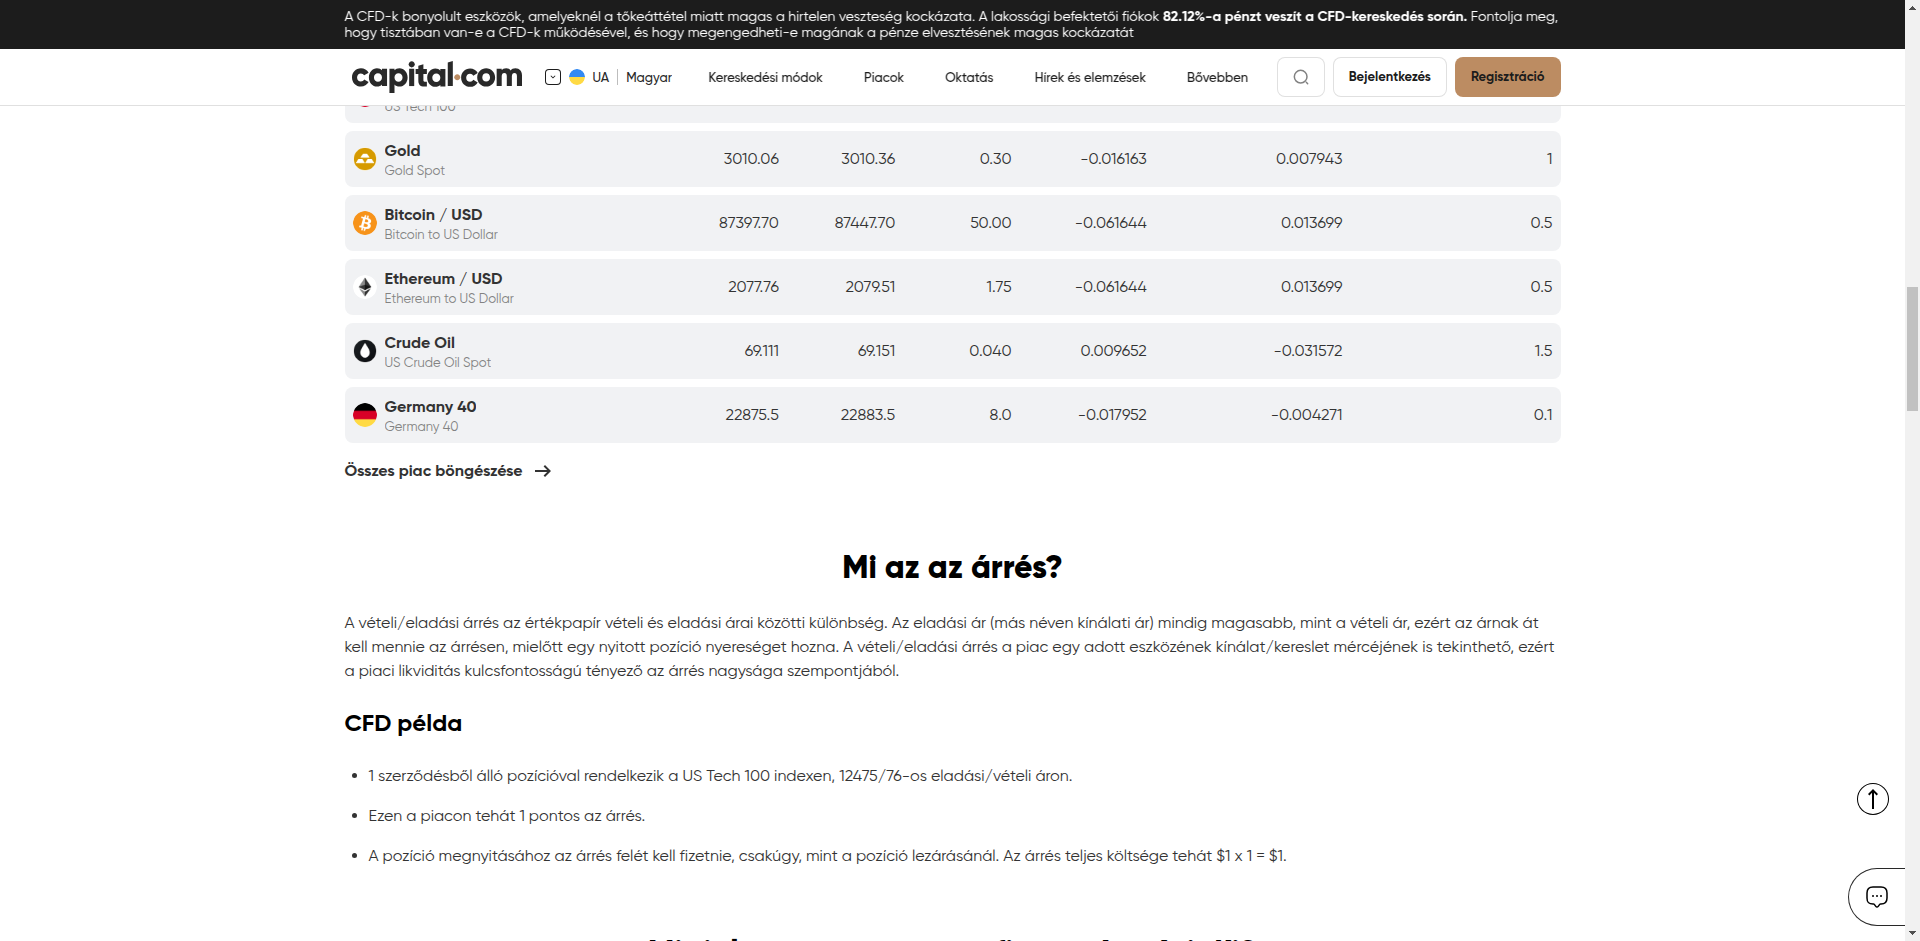 A CFD-k bonyolult eszközök, amelyeknél a tőkeáttétel miatt magas a hirtelen veszteség kockázata. A lakossági befektetői fiókok 82.12%-a pénzt veszít a CFD-kereskedés során. Fontolja meg,
hogy tisztában van-e a CFD-k működésével, és hogy megengedheti-e magának a pénze elvesztésének magas kockázatát
capital.com UA Magyar Kereskedési módok Piacok Oktatás Hírek és elemzések Bővebben Bejelentkezés Regisztráció
US Tech 100
Gold
Gold Spot
3010.06 3010.36 0.30 -0.016163 0.007943 1
Bitcoin / USD
Bitcoin to US Dollar
87397.70 87447.70 50.00 -0.061644 0.013699 0.5
Ethereum / USD
Ethereum to US Dollar
2077.76 2079.51 1.75 -0.061644 0.013699 0.5
Crude Oil
US Crude Oil Spot
69.111 69.151 0.040 0.009652 -0.031572 1.5
Germany 40
Germany 40
22875.5 22883.5 8.0 -0.017952 -0.004271 0.1
Összes piac böngészése
Mi az az árrés?
A vételi/eladási árrés az értékpapír vételi és eladási árai közötti különbség. Az eladási ár (más néven kínálati ár) mindig magasabb, mint a vételi ár, ezért az árnak át
kell mennie az árrésen, mielőtt egy nyitott pozíció nyereséget hozna. A vételi/eladási árrés a piac egy adott eszközének kínálat/kereslet mércéjének is tekinthető, ezért
a piaci likviditás kulcsfontosságú tényező az árrés nagysága szempontjából.
CFD példa
• 1 szerződésből álló pozícióval rendelkezik a US Tech 100 indexen, 12475/76-os eladási/vételi áron.
• Ezen a piacon tehát 1 pontos az árrés.
• A pozíció megnyitásához az árrés felét kell fizetnie, csakúgy, mint a pozíció lezárásánál. Az árrés teljes költsége tehát $1 x 1 = $1.